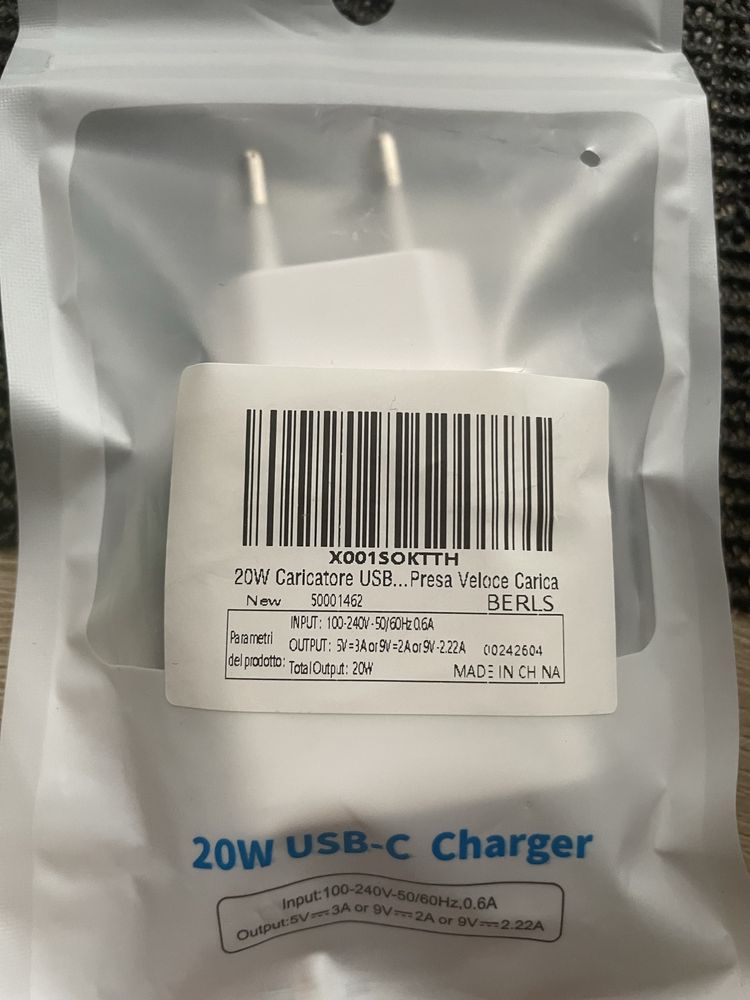 X001SOKTTH
20W Caricatore USB...Presa Veloce Carica
New 50001462 BERLS
Parametri del prodotto:
INPUT: 100-240V-50/60Hz 0.6A
OUTPUT: 5V=3A or 9V=2A or 9V-2.22A 00242604
Total Output: 20W MADE IN CHINA
20W USB-C Charger
Input:100-240V-50/60Hz,0.6A
Output:5V⎓3A or 9V⎓2A or 9V⎓2.22A